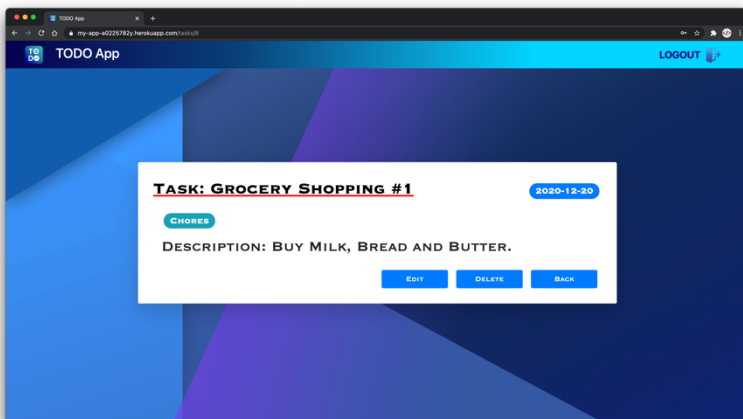 TODO App
my-app-a0225782y.herokuapp.com/tasks/8
TO
DO
TODO App
LOGOUT
Task: Grocery Shopping #1
2020-12-20
Chores
Description: Buy Milk, Bread and Butter.
Edit
Delete
Back